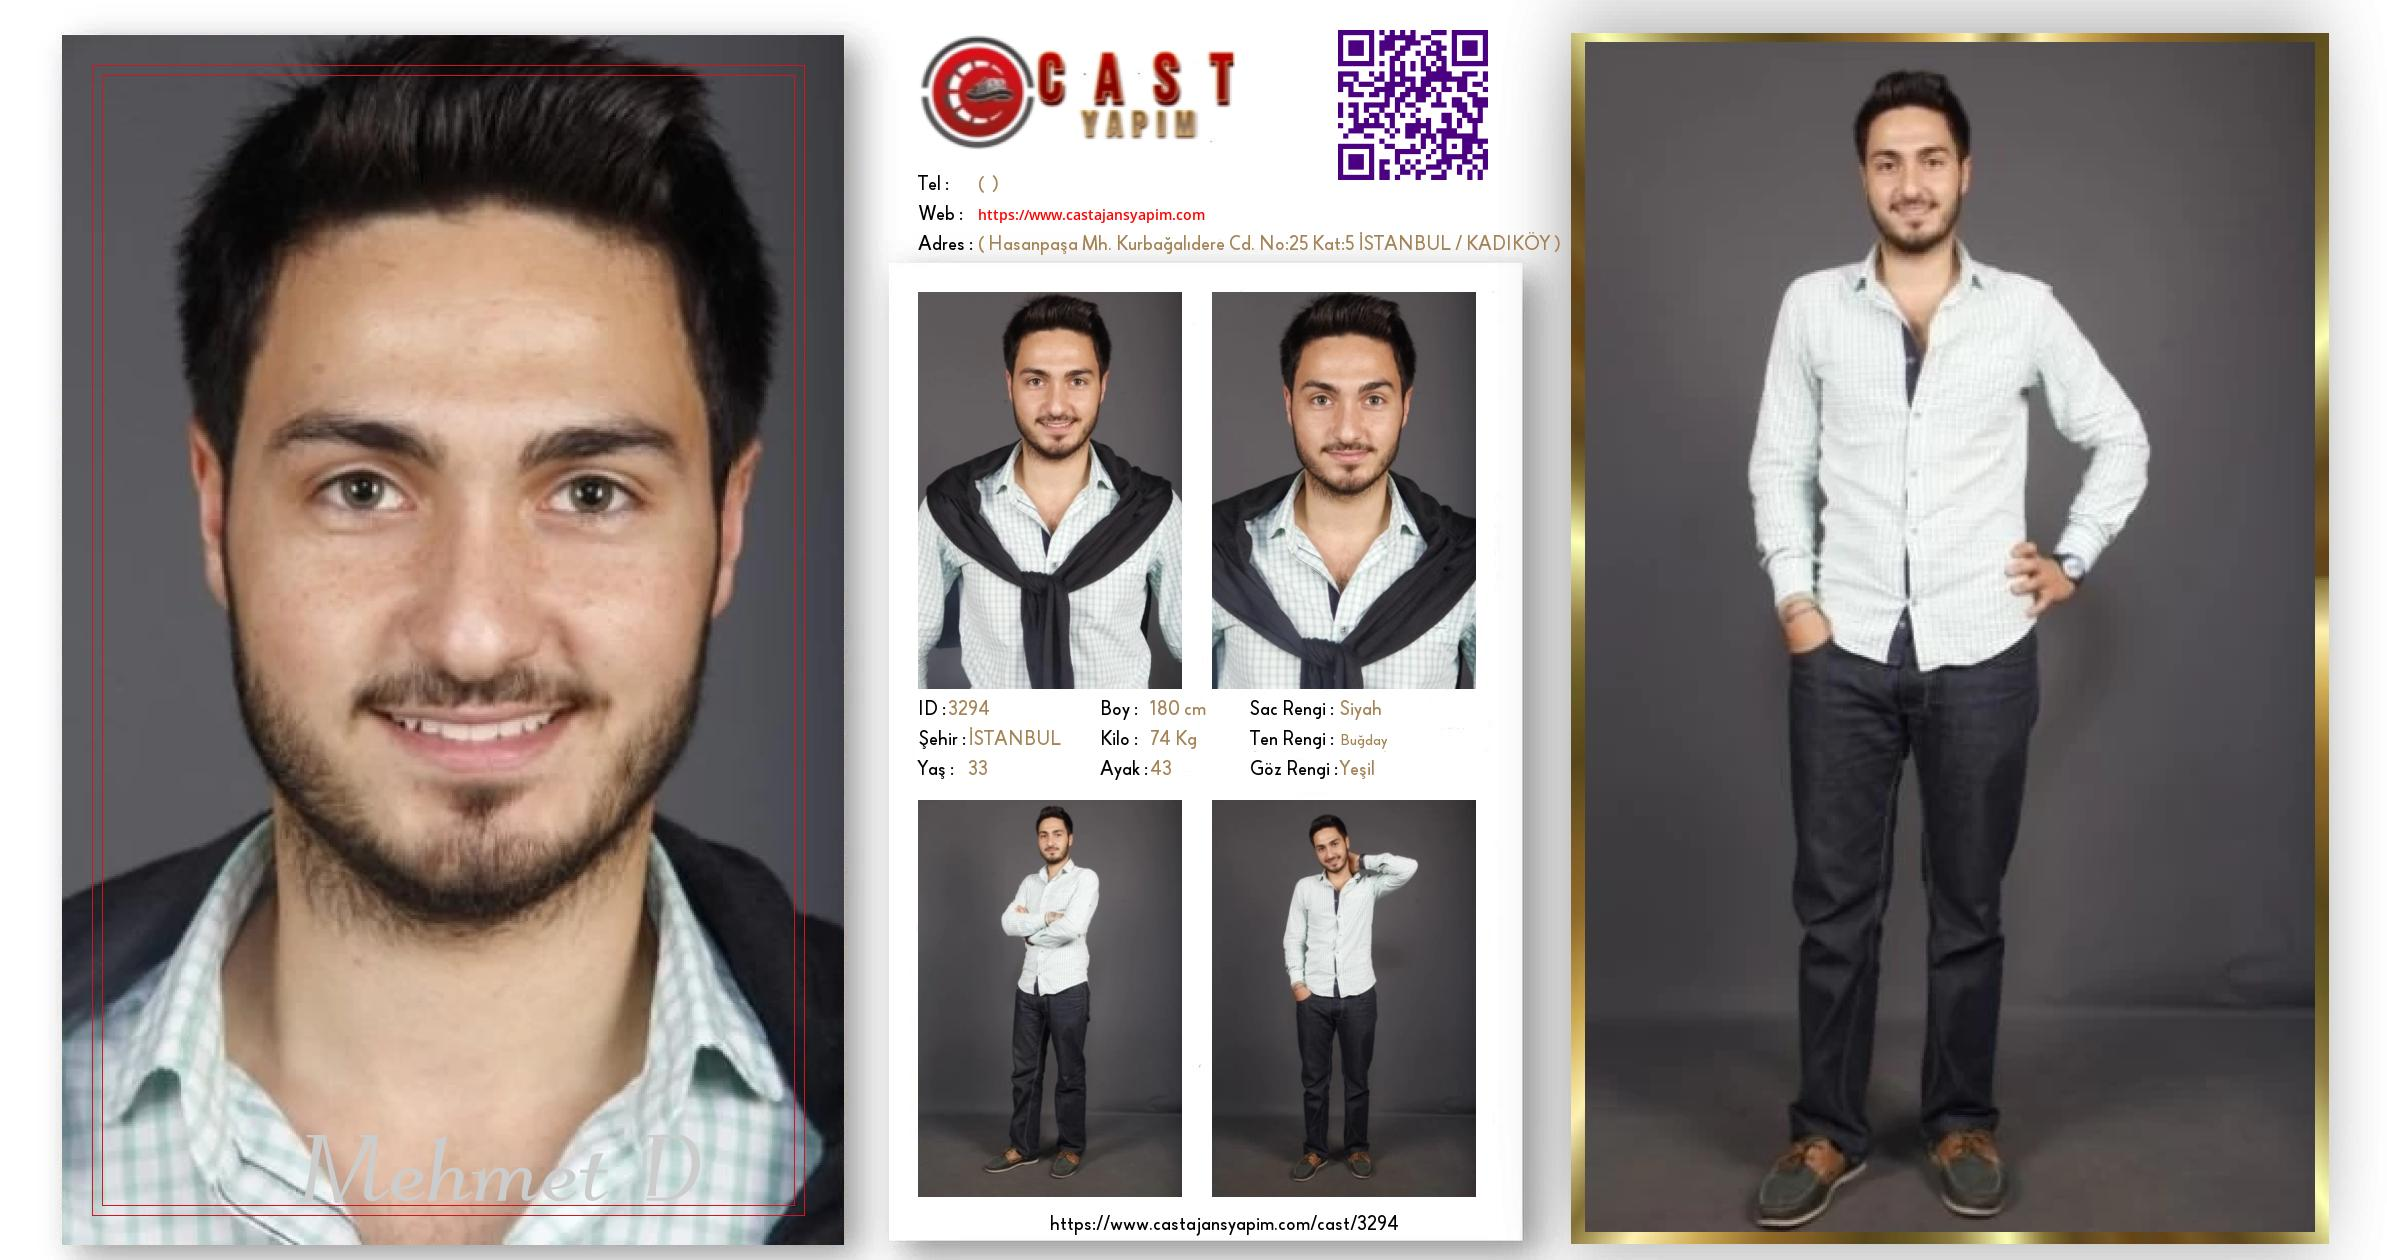 Mehmet D
CAST
YAPIM
Tel : ( )
Web : https://www.castajansyapim.com
Adres : ( Hasanpaşa Mh. Kurbağalıdere Cd. No:25 Kat:5 İSTANBUL / KADIKÖY )
ID : 3294 Boy : 180 cm Sac Rengi : Siyah
Şehir : İSTANBUL Kilo : 74 Kg Ten Rengi : Buğday
Yaş : 33 Ayak : 43 Göz Rengi : Yeşil
https://www.castajansyapim.com/cast/3294